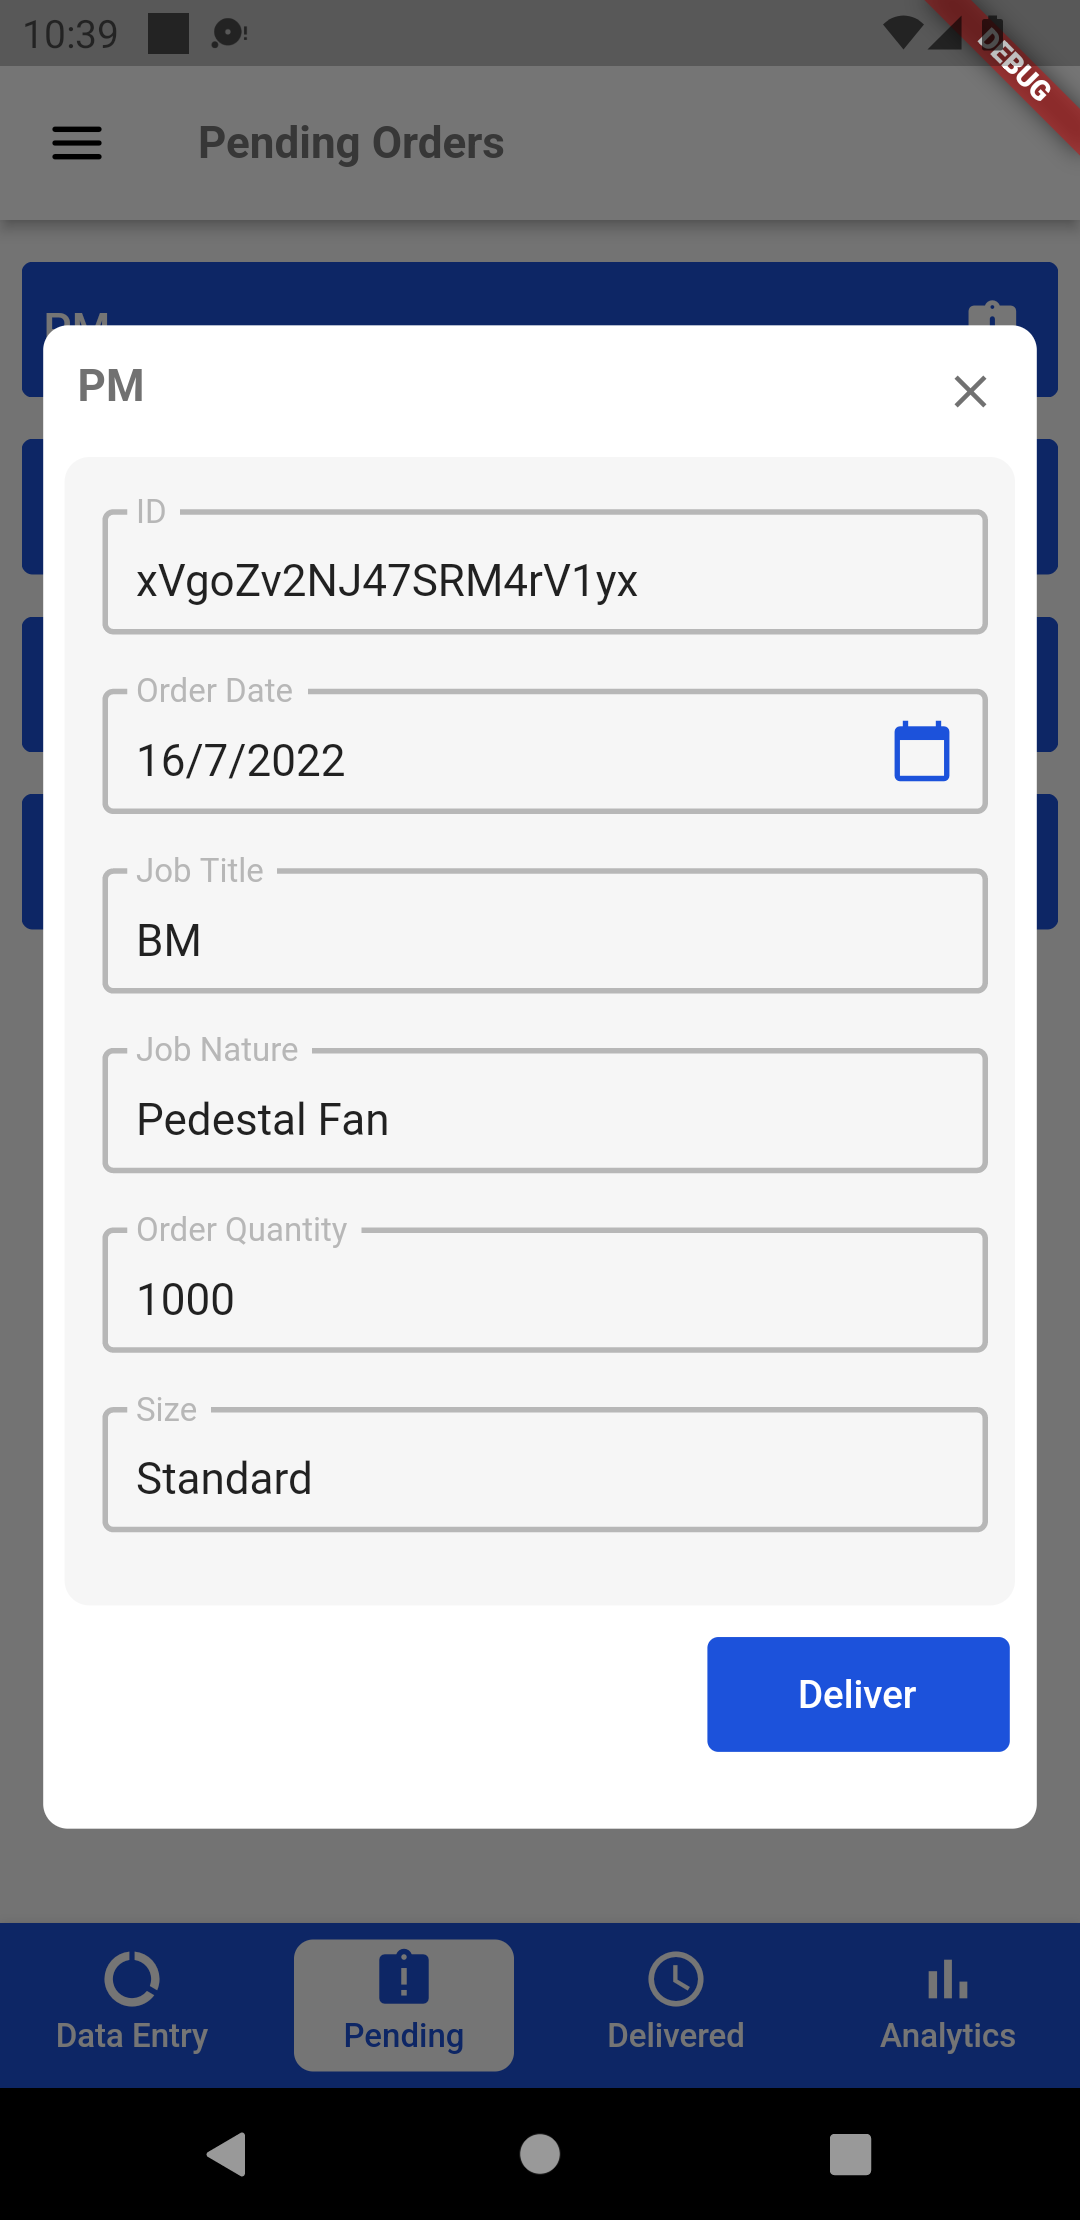 10:39
DEBUG
Pending Orders
PM
PM
ID
xVgoZv2NJ47SRM4rV1yx
Order Date
16/7/2022
Job Title
BM
Job Nature
Pedestal Fan
Order Quantity
1000
Size
Standard
Deliver
Data Entry
Pending
Delivered
Analytics